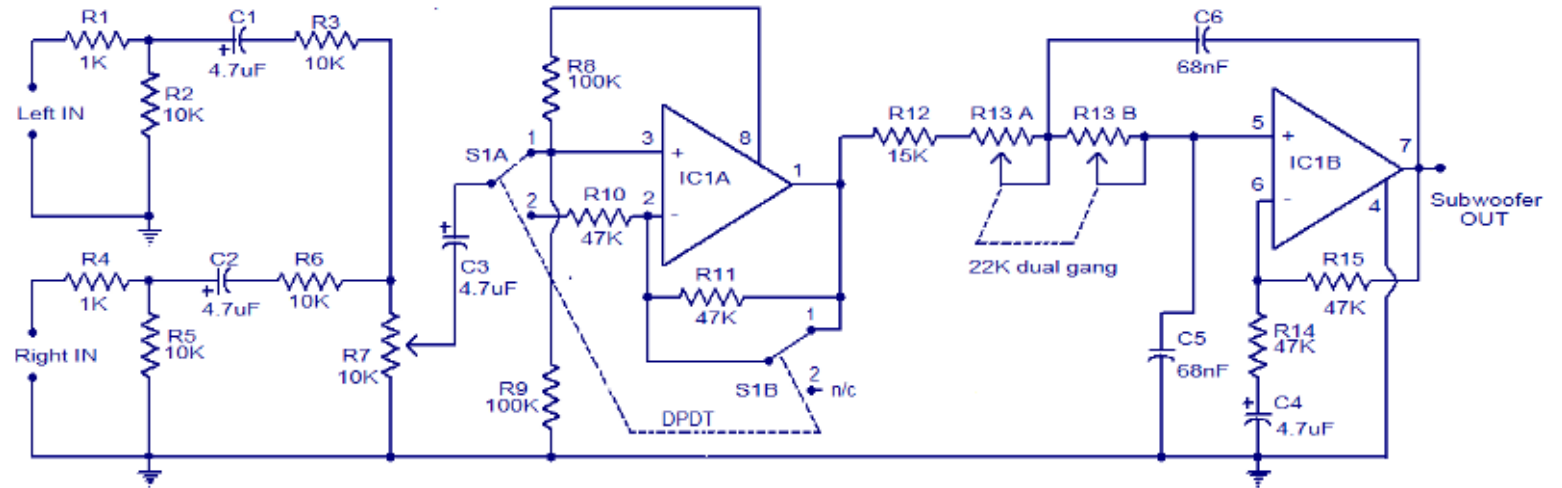 R1
1K
C1
+
4.7uF
R3
10K
R2
10K
Left IN
R4
1K
C2
+
4.7uF
R6
10K
R5
10K
Right IN
R7
10K
R8
100K
S1A
1
2
+
C3
4.7uF
R10
47K
3
+
2
-
8
IC1A
1
R11
47K
1
S1B
2
n/c
R9
100K
DPDT
R12
15K
R13 A
R13 B
22K dual gang
C6
68nF
5
+
6
-
IC1B
7
4
Subwoofer
OUT
R15
47K
R14
47K
C5
68nF
+
C4
4.7uF